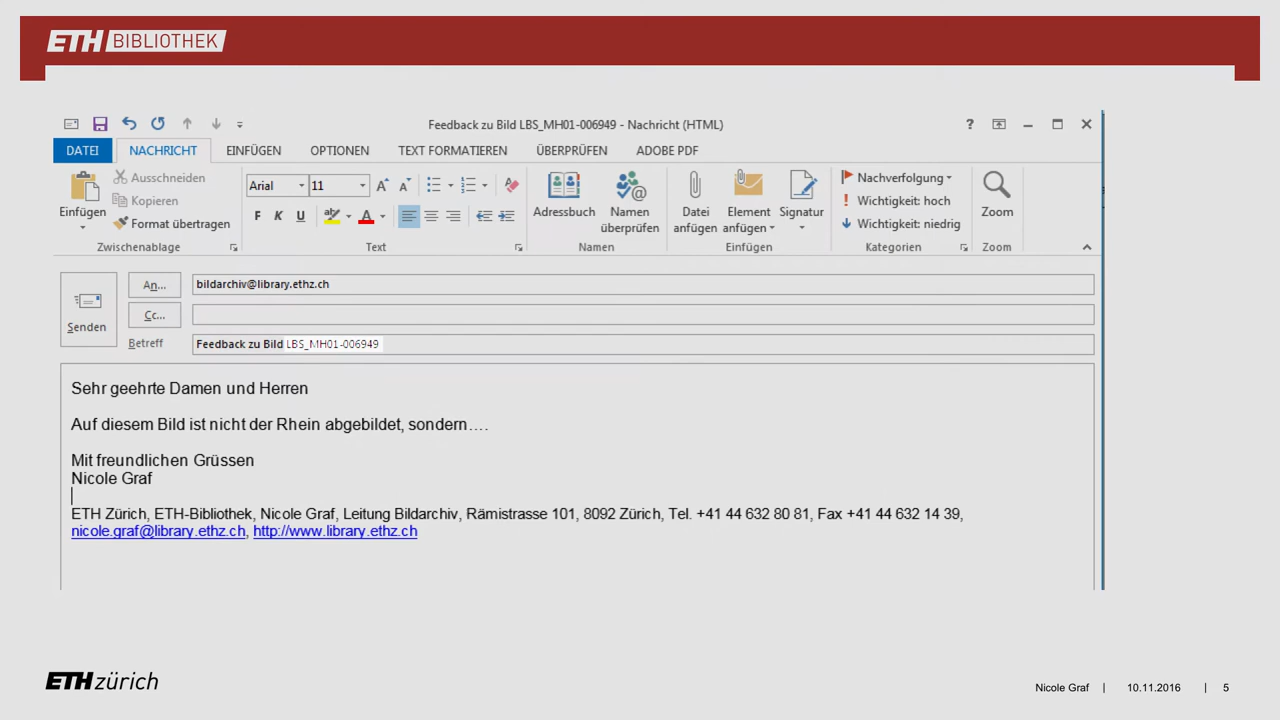 ETH BIBLIOTHEK
Feedback zu Bild LBS_MH01-006949 - Nachricht (HTML)
?
DATEI NACHRICHT EINFÜGEN OPTIONEN TEXT FORMATIEREN ÜBERPRÜFEN ADOBE PDF
Einfügen
Ausschneiden
Kopieren
Format übertragen
Zwischenablage
Arial 11
F K U
Text
Adressbuch
Namen überprüfen
Namen
Datei anfügen
Element anfügen
Signatur
Einfügen
Nachverfolgung
Wichtigkeit: hoch
Wichtigkeit: niedrig
Kategorien
Zoom
Zoom
Senden
An... bildarchiv@library.ethz.ch
Cc...
Betreff Feedback zu Bild LBS_MH01-006949
Sehr geehrte Damen und Herren
Auf diesem Bild ist nicht der Rhein abgebildet, sondern….
Mit freundlichen Grüssen
Nicole Graf
ETH Zürich, ETH-Bibliothek, Nicole Graf, Leitung Bildarchiv, Rämistrasse 101, 8092 Zürich, Tel. +41 44 632 80 81, Fax +41 44 632 14 39,
nicole.graf@library.ethz.ch, http://www.library.ethz.ch
ETH zürich
Nicole Graf | 10.11.2016 | 5